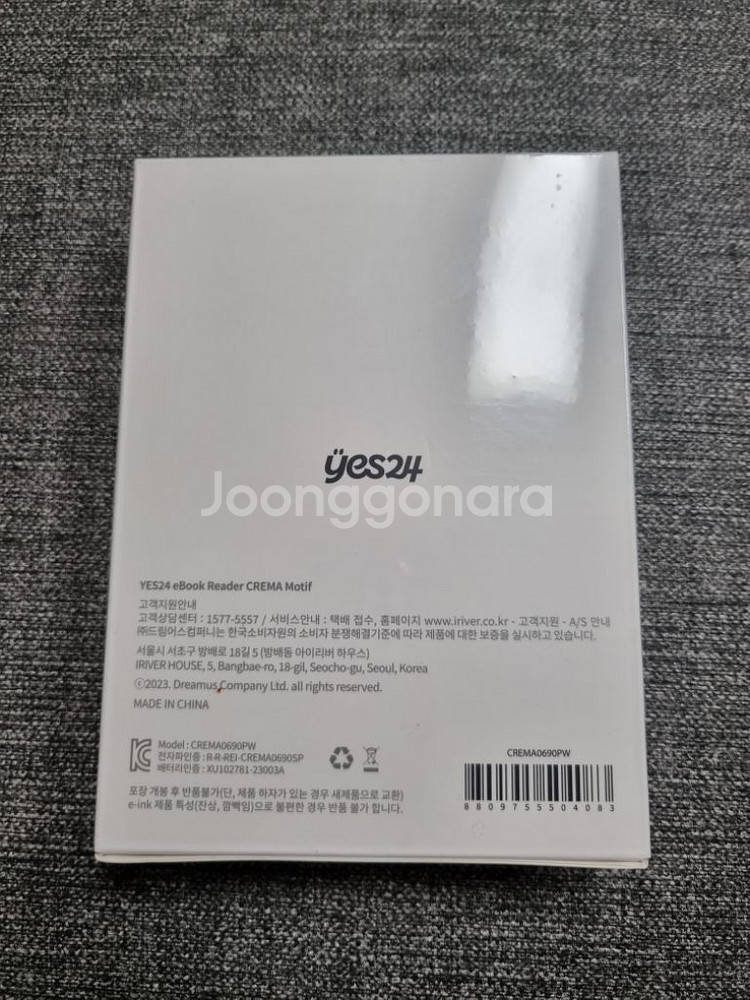 ÿes24
Joonggonara
YES24 eBook Reader CREMA Motif
고객지원안내
고객상담센터 : 1577-5557 / 서비스안내 : 택배 접수, 홈페이지 www.iriver.co.kr - 고객지원 - A/S 안내
㈜드림어스컴퍼니는 한국소비자원의 소비자 분쟁해결기준에 따라 제품에 대한 보증을 실시하고 있습니다.
서울시 서초구 방배로 18길 5 (방배동 아이리버 하우스)
IRIVER HOUSE, 5, Bangbae-ro, 18-gil, Seocho-gu, Seoul, Korea
ⓒ2023. Dreamus Company Ltd. all rights reserved.
MADE IN CHINA
Model : CREMA0690PW
전자파인증 : R-R-REI-CREMA0690SP
배터리인증 : XU102781-23003A
포장 개봉 후 반품불가(단, 제품 하자가 있는 경우 새제품으로 교환)
e-ink 제품 특성(잔상, 깜빡임)으로 불편한 경우 반품 불가 합니다.
CREMA0690PW
8809755504083